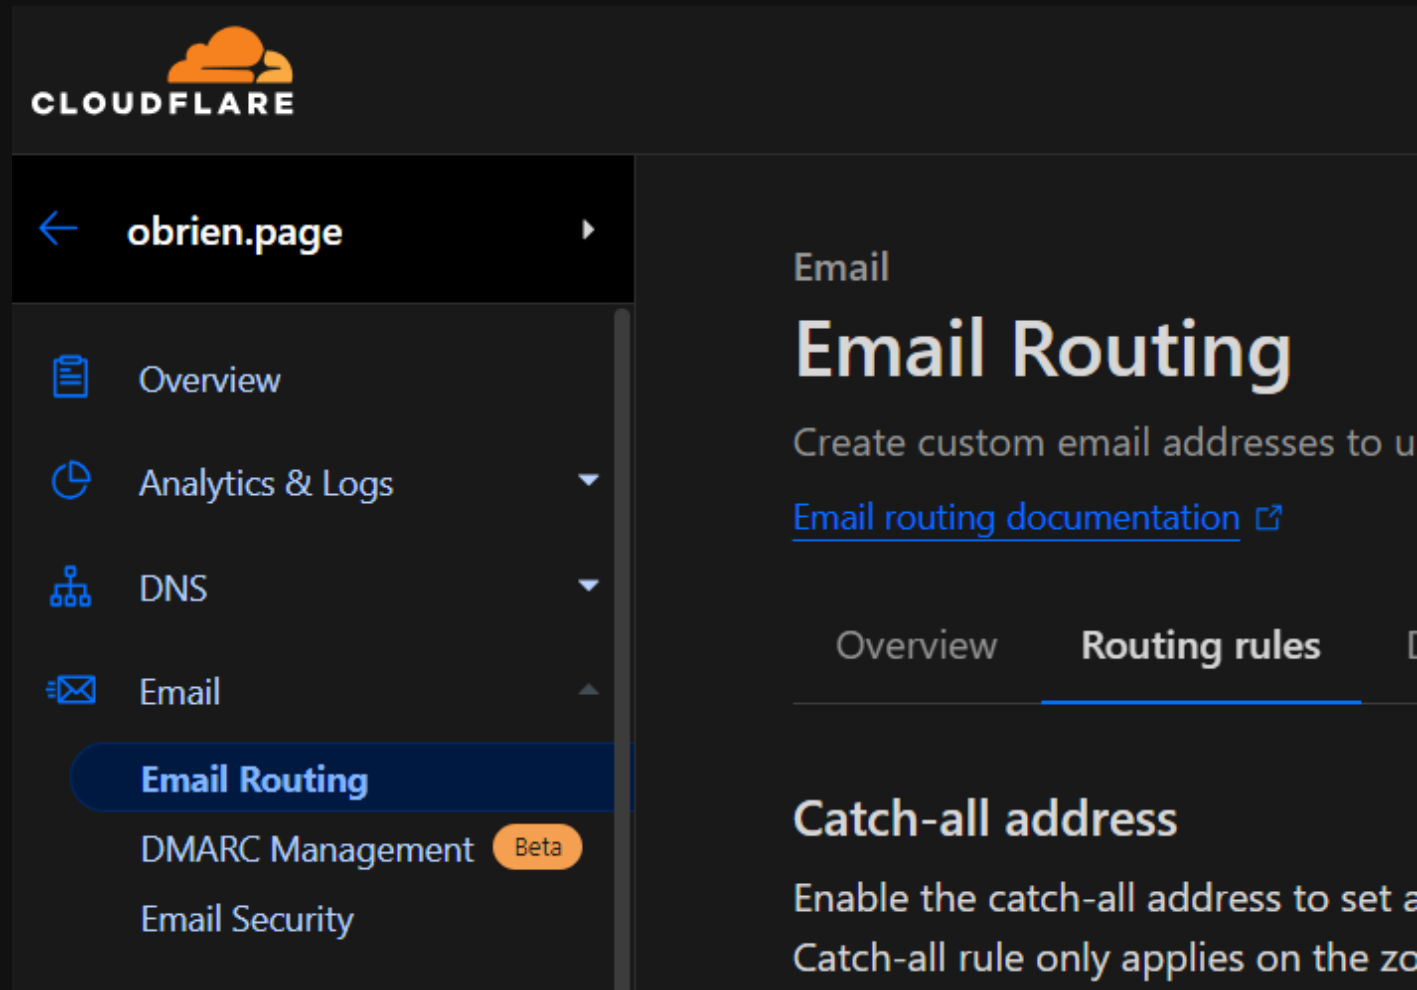 CLOUDFLARE
obrien.page
Overview
Analytics & Logs
DNS
Email
Email Routing
DMARC Management Beta
Email Security
Email
Email Routing
Create custom email addresses to u
Email routing documentation
Overview Routing rules
Catch-all address
Enable the catch-all address to set a
Catch-all rule only applies on the zo